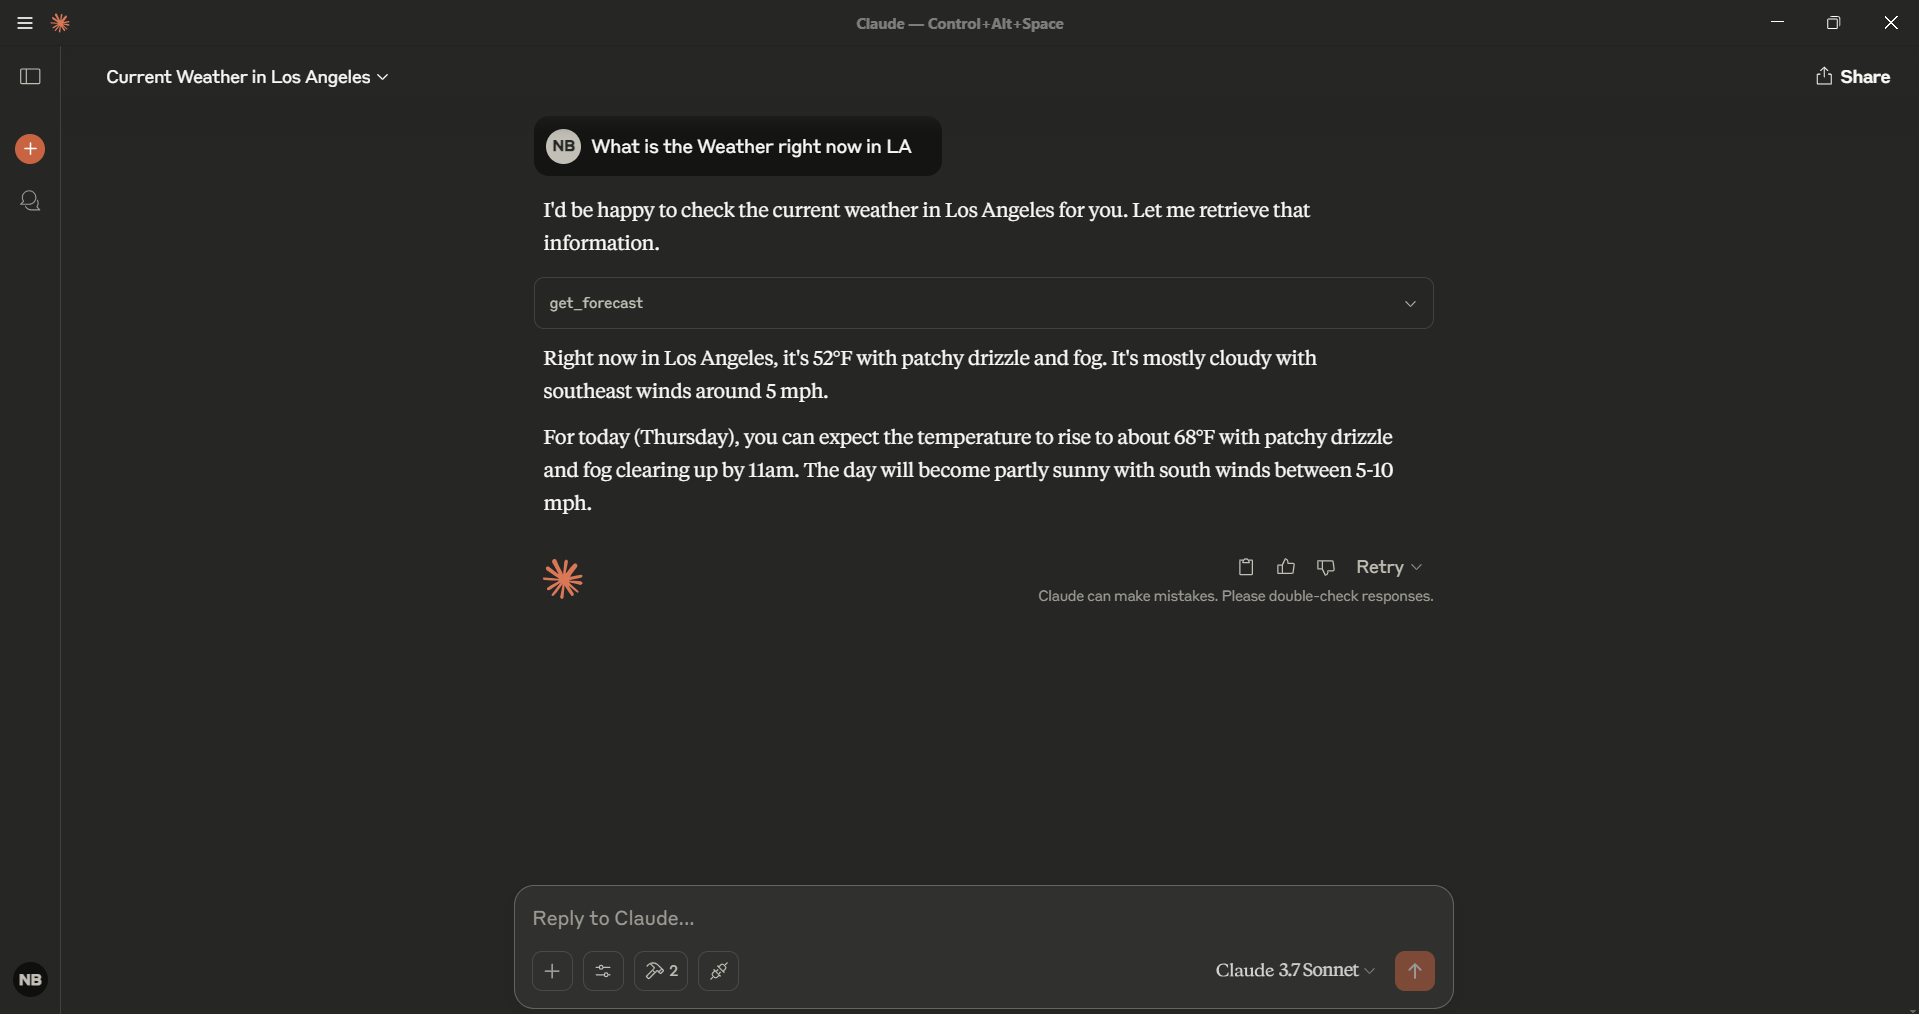 Claude — Control+Alt+Space
Current Weather in Los Angeles
Share
NB What is the Weather right now in LA
I'd be happy to check the current weather in Los Angeles for you. Let me retrieve that
information.
get_forecast
Right now in Los Angeles, it's 52°F with patchy drizzle and fog. It's mostly cloudy with
southeast winds around 5 mph.
For today (Thursday), you can expect the temperature to rise to about 68°F with patchy drizzle
and fog clearing up by 11am. The day will become partly sunny with south winds between 5-10
mph.
Retry
Claude can make mistakes. Please double-check responses.
Reply to Claude...
2
Claude 3.7 Sonnet
NB